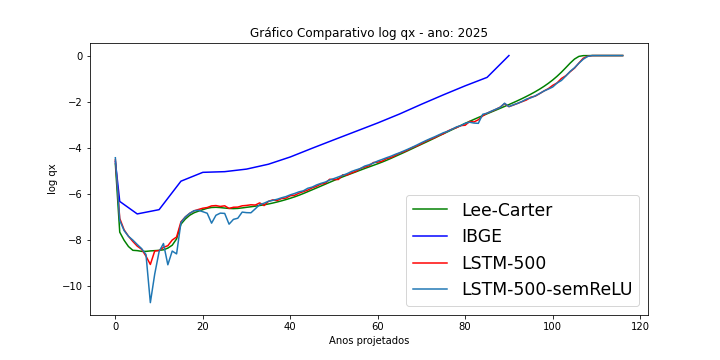 Gráfico Comparativo log qx - ano: 2025
log qx
0
−2
−4
−6
−8
−10
0 20 40 60 80 100 120
Anos projetados
Lee-Carter
IBGE
LSTM-500
LSTM-500-semReLU